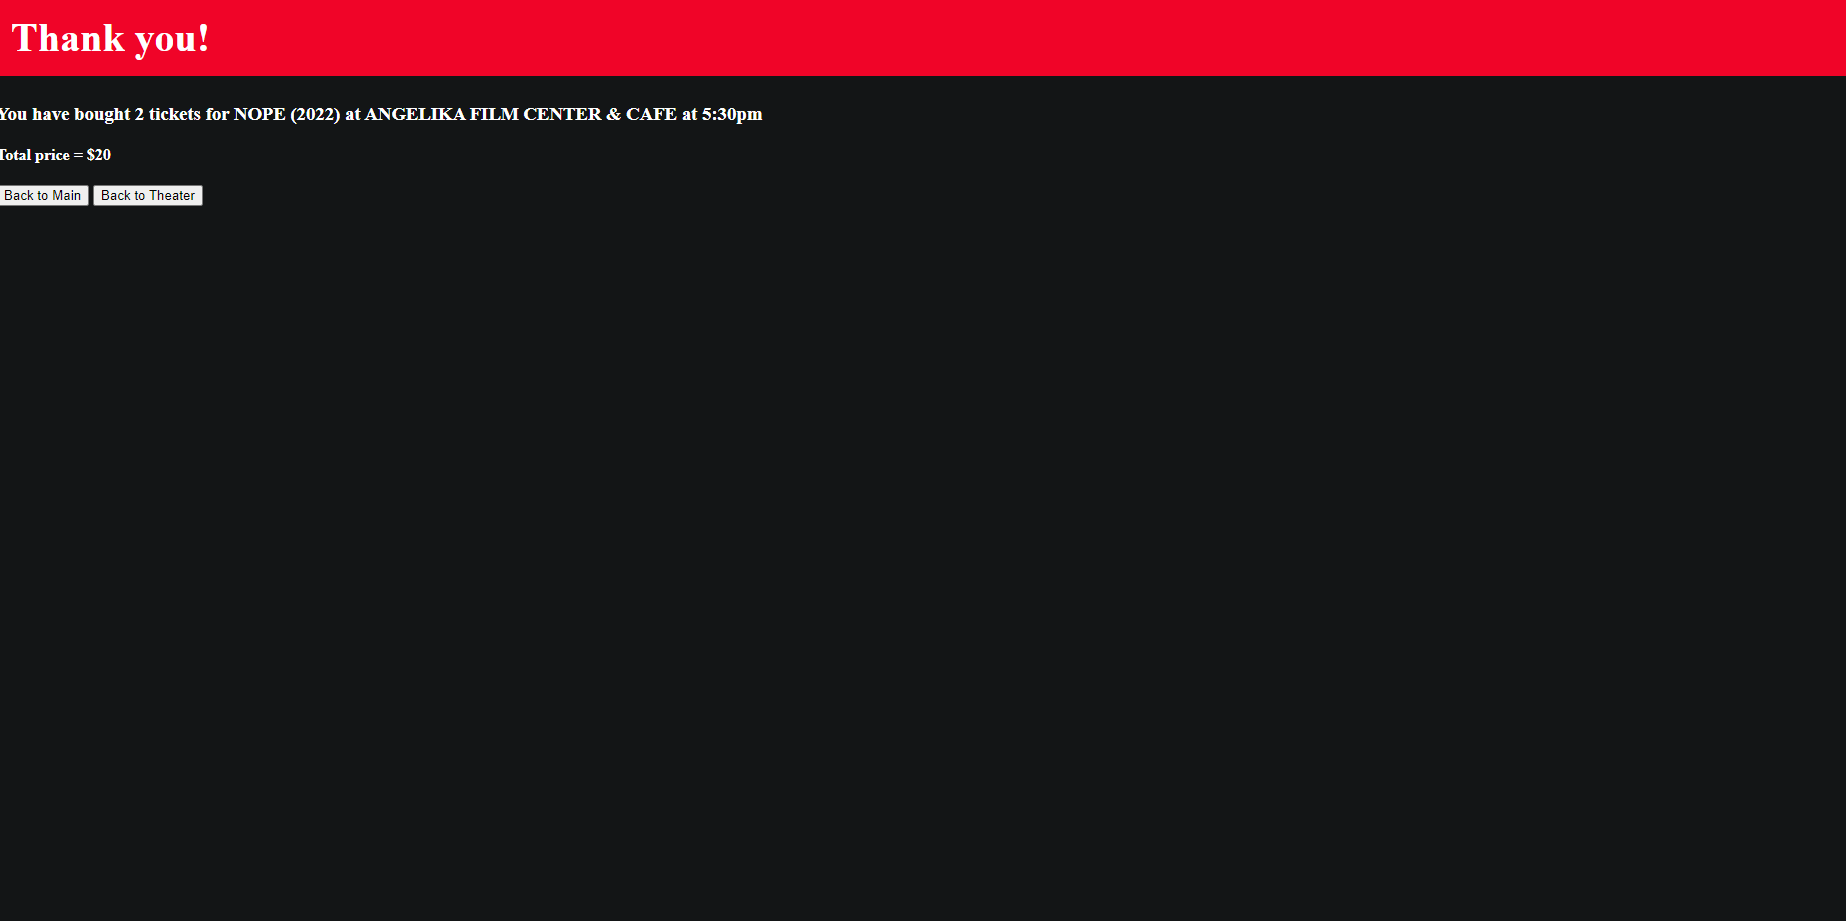 Thank you!
You have bought 2 tickets for NOPE (2022) at ANGELIKA FILM CENTER & CAFE at 5:30pm
Total price = $20
Back to Main Back to Theater